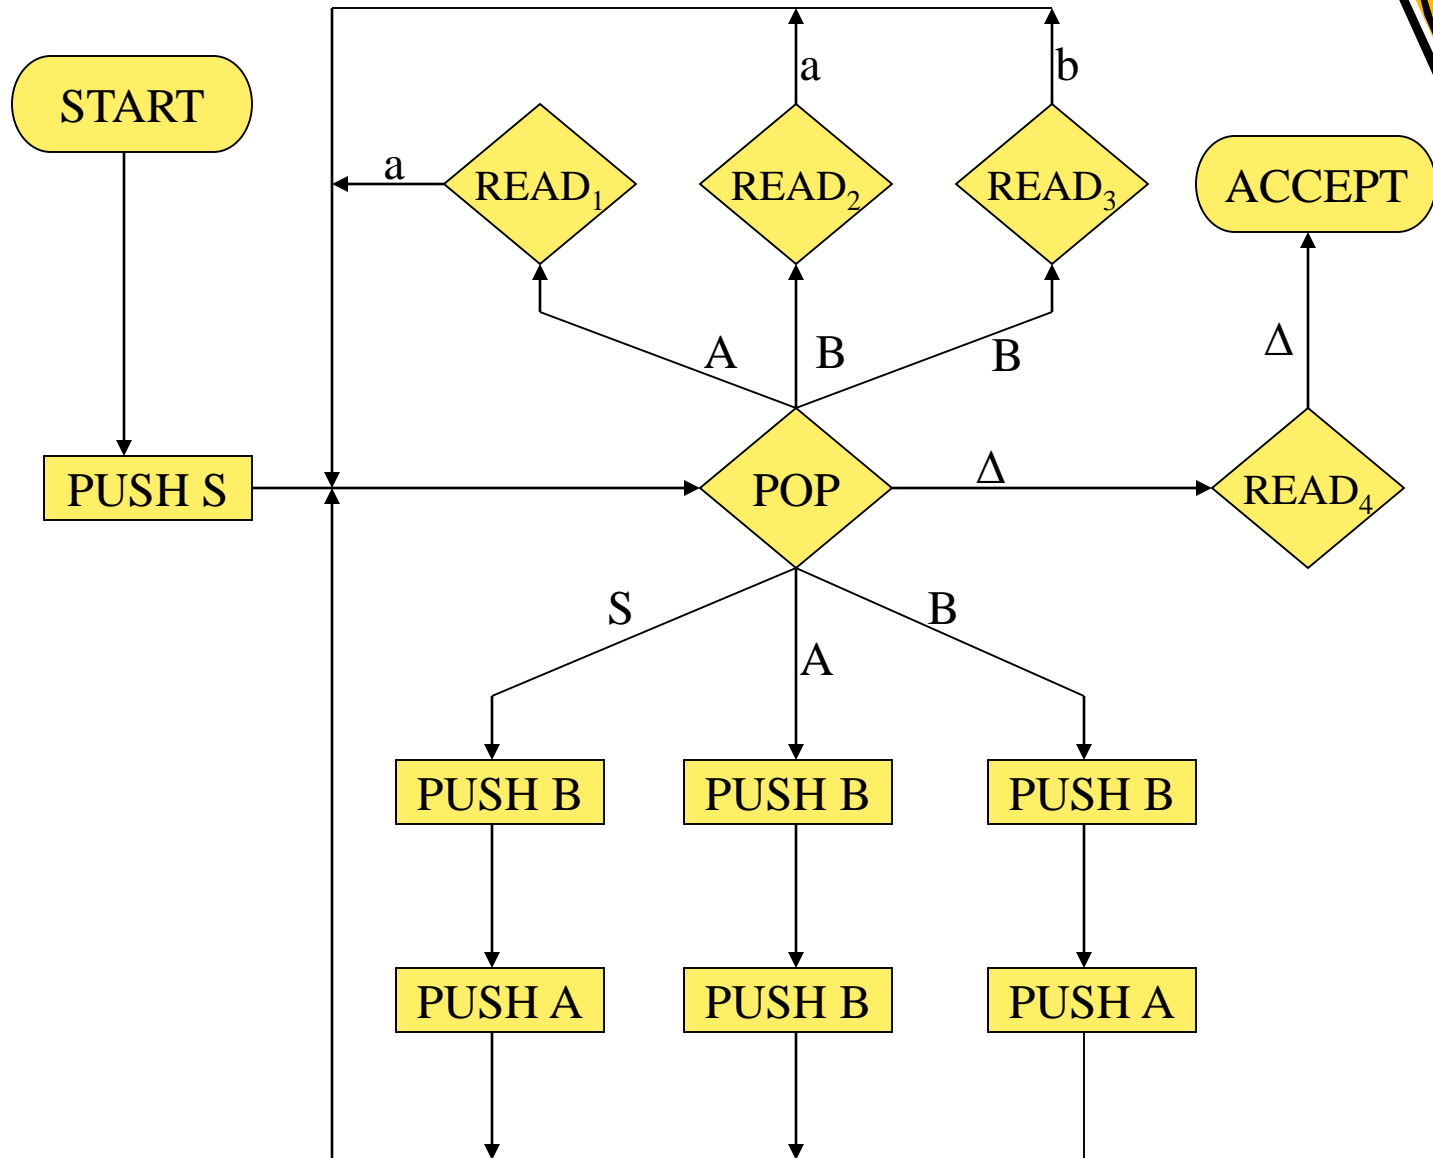 a
b
START
a
READ₁
READ₂
READ₃
ACCEPT
A
B
B
Δ
PUSH S
POP
Δ
READ₄
S
B
A
PUSH B
PUSH B
PUSH B
PUSH A
PUSH B
PUSH A